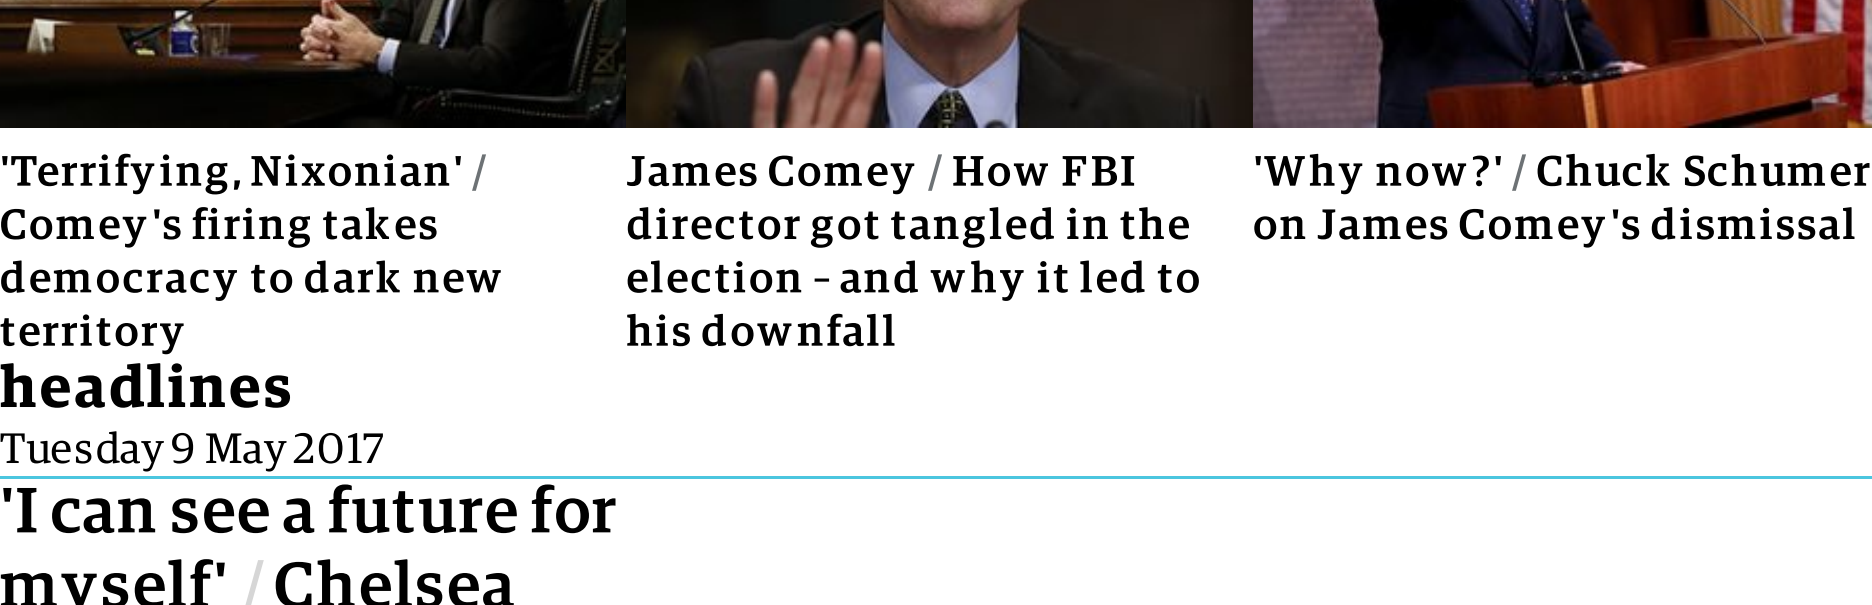 'Terrifying, Nixonian' /
Comey's firing takes
democracy to dark new
territory
James Comey / How FBI
director got tangled in the
election – and why it led to
his downfall
'Why now?' / Chuck Schumer
on James Comey's dismissal
headlines
Tuesday 9 May 2017
'I can see a future for
myself' / Chelsea